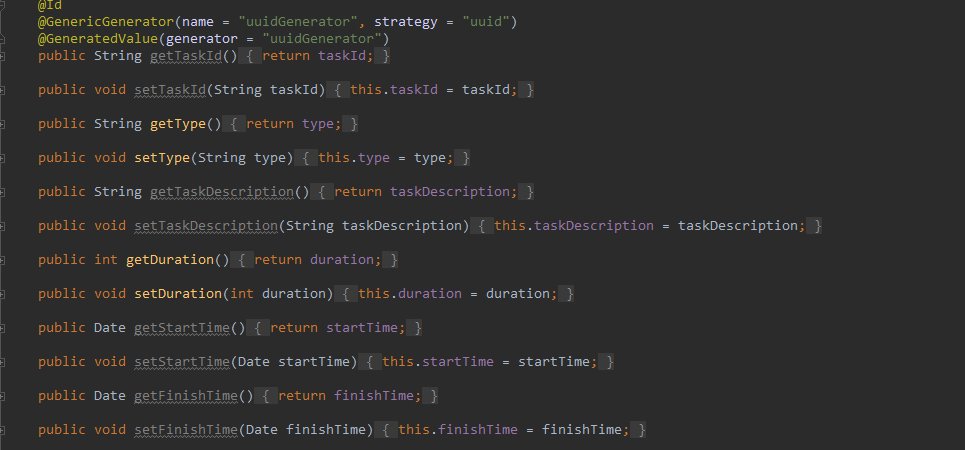 @Id
@GenericGenerator(name = "uuidGenerator", strategy = "uuid")
@GeneratedValue(generator = "uuidGenerator")
public String getTaskId() { return taskId; }
public void setTaskId(String taskId) { this.taskId = taskId; }
public String getType() { return type; }
public void setType(String type) { this.type = type; }
public String getTaskDescription() { return taskDescription; }
public void setTaskDescription(String taskDescription) { this.taskDescription = taskDescription; }
public int getDuration() { return duration; }
public void setDuration(int duration) { this.duration = duration; }
public Date getStartTime() { return startTime; }
public void setStartTime(Date startTime) { this.startTime = startTime; }
public Date getFinishTime() { return finishTime; }
public void setFinishTime(Date finishTime) { this.finishTime = finishTime; }